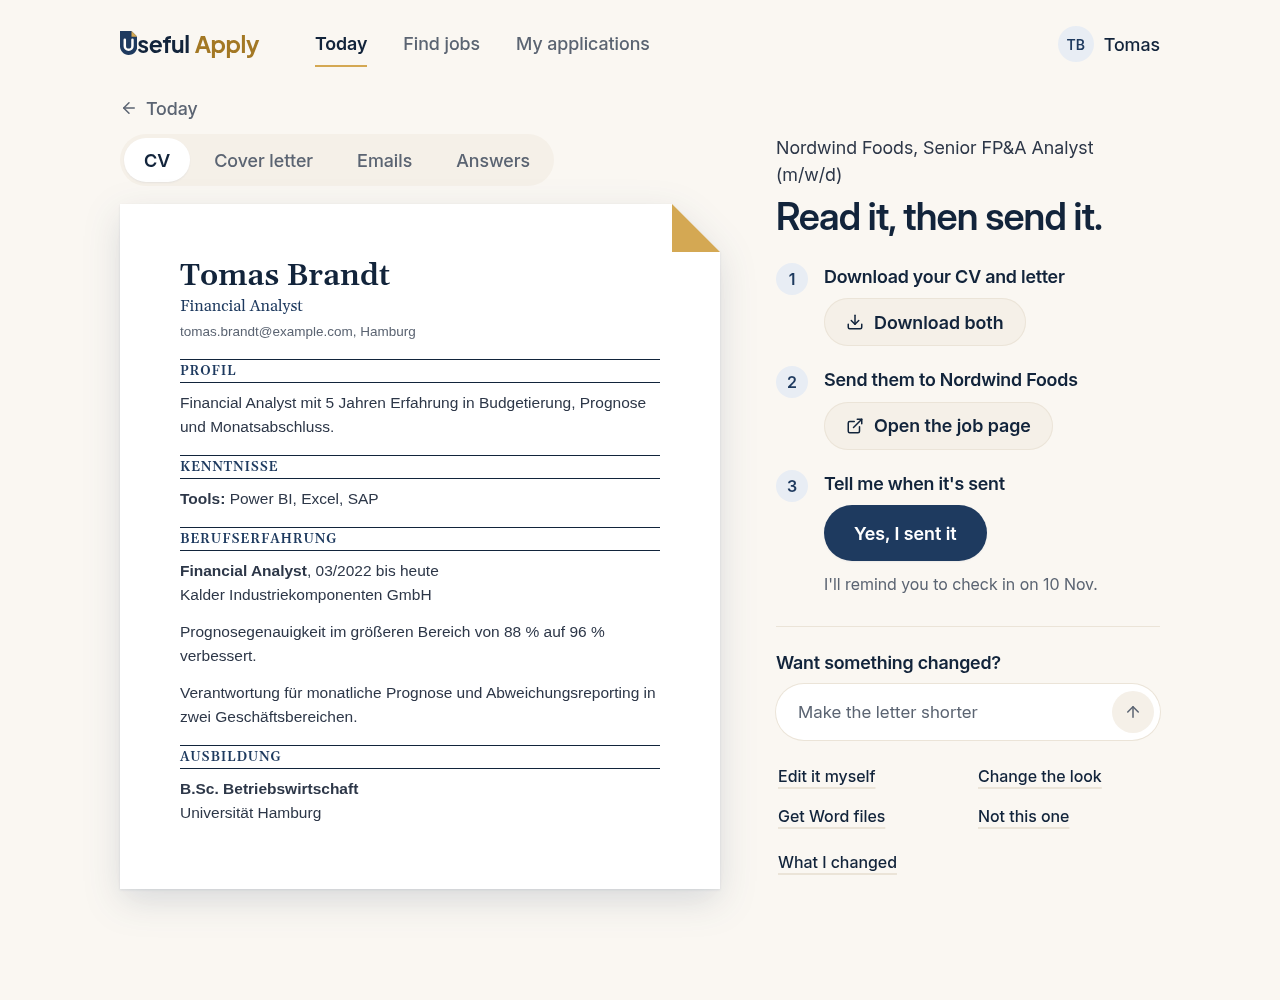 Useful Apply
Today
Find jobs
My applications
TB
Tomas
Today
CV
Cover letter
Emails
Answers
Tomas Brandt
Financial Analyst
tomas.brandt@example.com, Hamburg
PROFIL
Financial Analyst mit 5 Jahren Erfahrung in Budgetierung, Prognose
und Monatsabschluss.
KENNTNISSE
Tools: Power BI, Excel, SAP
BERUFSERFAHRUNG
Financial Analyst, 03/2022 bis heute
Kalder Industriekomponenten GmbH
Prognosegenauigkeit im größeren Bereich von 88 % auf 96 %
verbessert.
Verantwortung für monatliche Prognose und Abweichungsreporting in
zwei Geschäftsbereichen.
AUSBILDUNG
B.Sc. Betriebswirtschaft
Universität Hamburg
Nordwind Foods, Senior FP&A Analyst
(m/w/d)
Read it, then send it.
1
Download your CV and letter
Download both
2
Send them to Nordwind Foods
Open the job page
3
Tell me when it's sent
Yes, I sent it
I'll remind you to check in on 10 Nov.
Want something changed?
Make the letter shorter
Edit it myself
Change the look
Get Word files
Not this one
What I changed